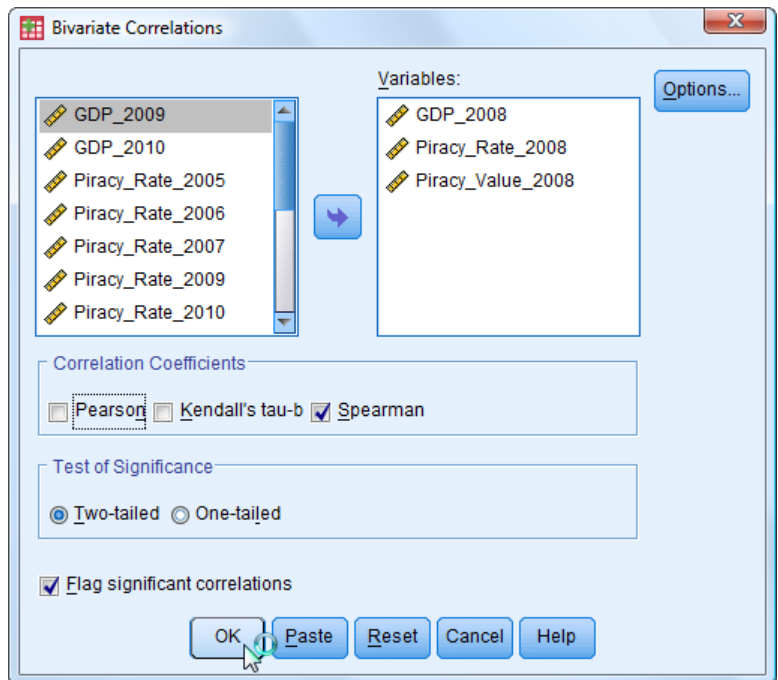 Bivariate Correlations
Variables:
Options...
GDP_2009
GDP_2010
Piracy_Rate_2005
Piracy_Rate_2006
Piracy_Rate_2007
Piracy_Rate_2009
Piracy_Rate_2010
GDP_2008
Piracy_Rate_2008
Piracy_Value_2008
Correlation Coefficients
Pearson Kendall's tau-b Spearman
Test of Significance
Two-tailed One-tailed
Flag significant correlations
OK Paste Reset Cancel Help